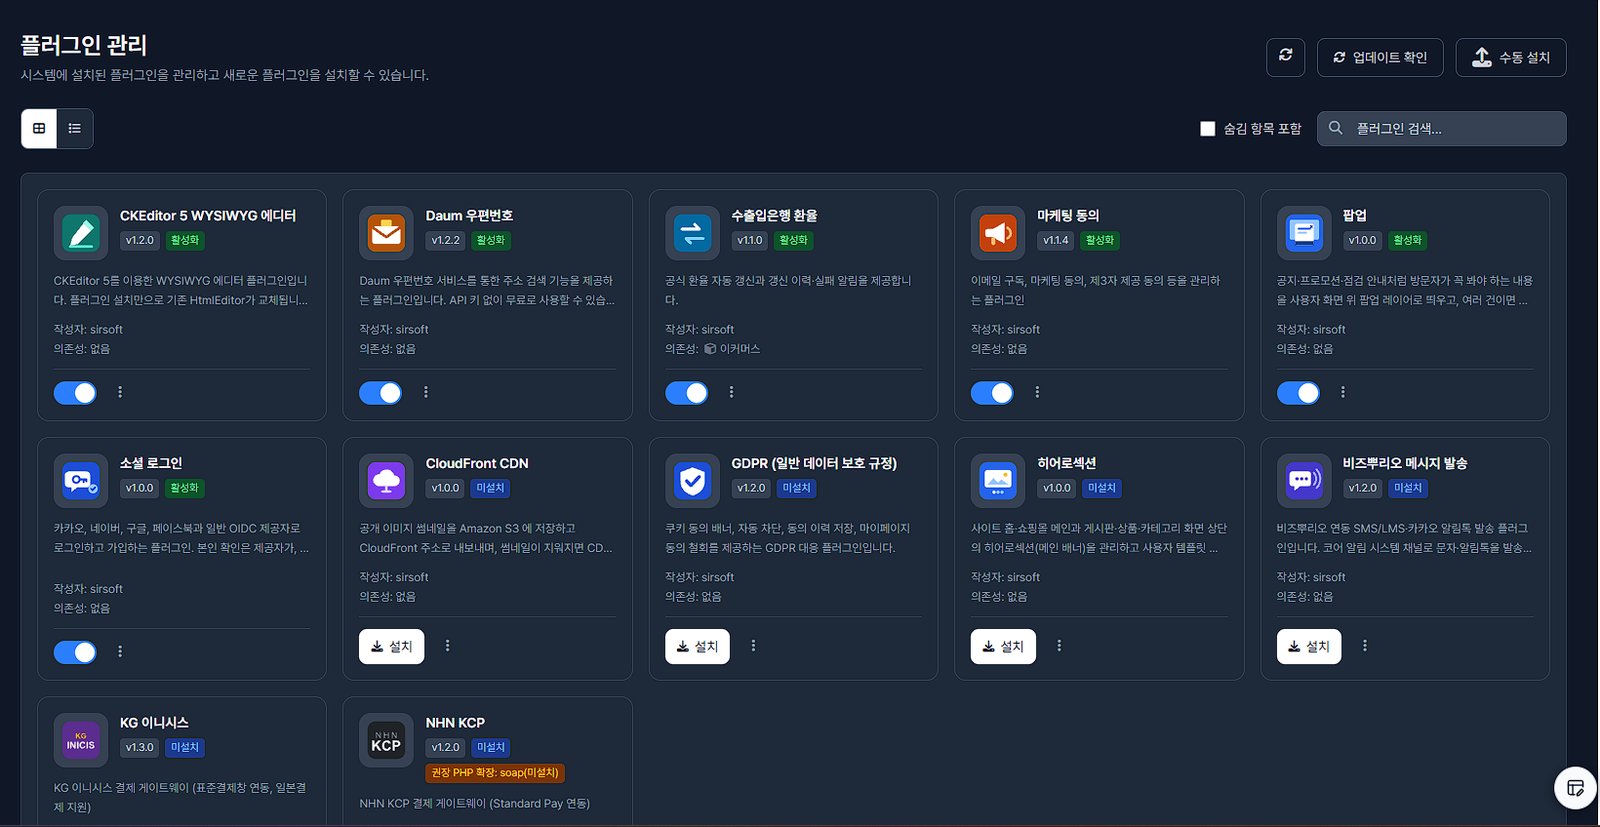 플러그인 관리
시스템에 설치된 플러그인을 관리하고 새로운 플러그인을 설치할 수 있습니다.
업데이트 확인
수동 설치
숨김 항목 포함
플러그인 검색...
CKEditor 5 WYSIWYG 에디터
v1.2.0 활성화
CKEditor 5를 이용한 WYSIWYG 에디터 플러그인입니
다. 플러그인 설치만으로 기존 HtmlEditor가 교체됩니...
작성자: sirsoft
의존성: 없음
Daum 우편번호
v1.2.2 활성화
Daum 우편번호 서비스를 통한 주소 검색 기능을 제공하
는 플러그인입니다. API 키 없이 무료로 사용할 수 있습...
작성자: sirsoft
의존성: 없음
수출입은행 환율
v1.1.0 활성화
공식 환율 자동 갱신과 갱신 이력·실패 알림을 제공합니
다.
작성자: sirsoft
의존성: 이커머스
마케팅 동의
v1.1.4 활성화
이메일 구독, 마케팅 동의, 제3자 제공 동의 등을 관리하
는 플러그인
작성자: sirsoft
의존성: 없음
팝업
v1.0.0 활성화
공지·프로모션·점검 안내처럼 방문자가 꼭 봐야 하는 내용
을 사용자 화면 위 팝업 레이어로 띄우고, 여러 건이면 ...
작성자: sirsoft
의존성: 없음
소셜 로그인
v1.0.0 활성화
카카오, 네이버, 구글, 페이스북과 일반 OIDC 제공자로
로그인하고 가입하는 플러그인. 본인 확인은 제공자가, ...
작성자: sirsoft
의존성: 없음
CloudFront CDN
v1.0.0 미설치
공개 이미지 썸네일을 Amazon S3 에 저장하고
CloudFront 주소로 내보내며, 썸네일이 지워지면 CD...
작성자: sirsoft
의존성: 없음
설치
GDPR (일반 데이터 보호 규정)
v1.2.0 미설치
쿠키 동의 배너, 자동 차단, 동의 이력 저장, 마이페이지
동의 철회를 제공하는 GDPR 대응 플러그인입니다.
작성자: sirsoft
의존성: 없음
설치
히어로섹션
v1.0.0 미설치
사이트 홈·쇼핑몰 메인과 게시판·상품·카테고리 화면 상단
의 히어로섹션(메인 배너)을 관리하고 사용자 템플릿 ...
작성자: sirsoft
의존성: 없음
설치
비즈뿌리오 메시지 발송
v1.2.0 미설치
비즈뿌리오 연동 SMS/LMS·카카오 알림톡 발송 플러그
인입니다. 코어 알림 시스템 채널로 문자·알림톡을 발송...
작성자: sirsoft
의존성: 없음
설치
KG
INICIS
KG 이니시스
v1.3.0 미설치
KG 이니시스 결제 게이트웨이 (표준결제창 연동, 일본결
제 지원)
NHN
KCP
NHN KCP
v1.2.0 미설치
권장 PHP 확장: soap(미설치)
NHN KCP 결제 게이트웨이 (Standard Pay 연동)